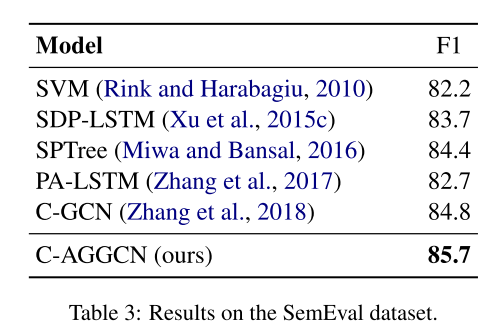 Model F1
SVM (Rink and Harabagiu, 2010) 82.2
SDP-LSTM (Xu et al., 2015c) 83.7
SPTree (Miwa and Bansal, 2016) 84.4
PA-LSTM (Zhang et al., 2017) 82.7
C-GCN (Zhang et al., 2018) 84.8
C-AGGCN (ours) 85.7
Table 3: Results on the SemEval dataset.